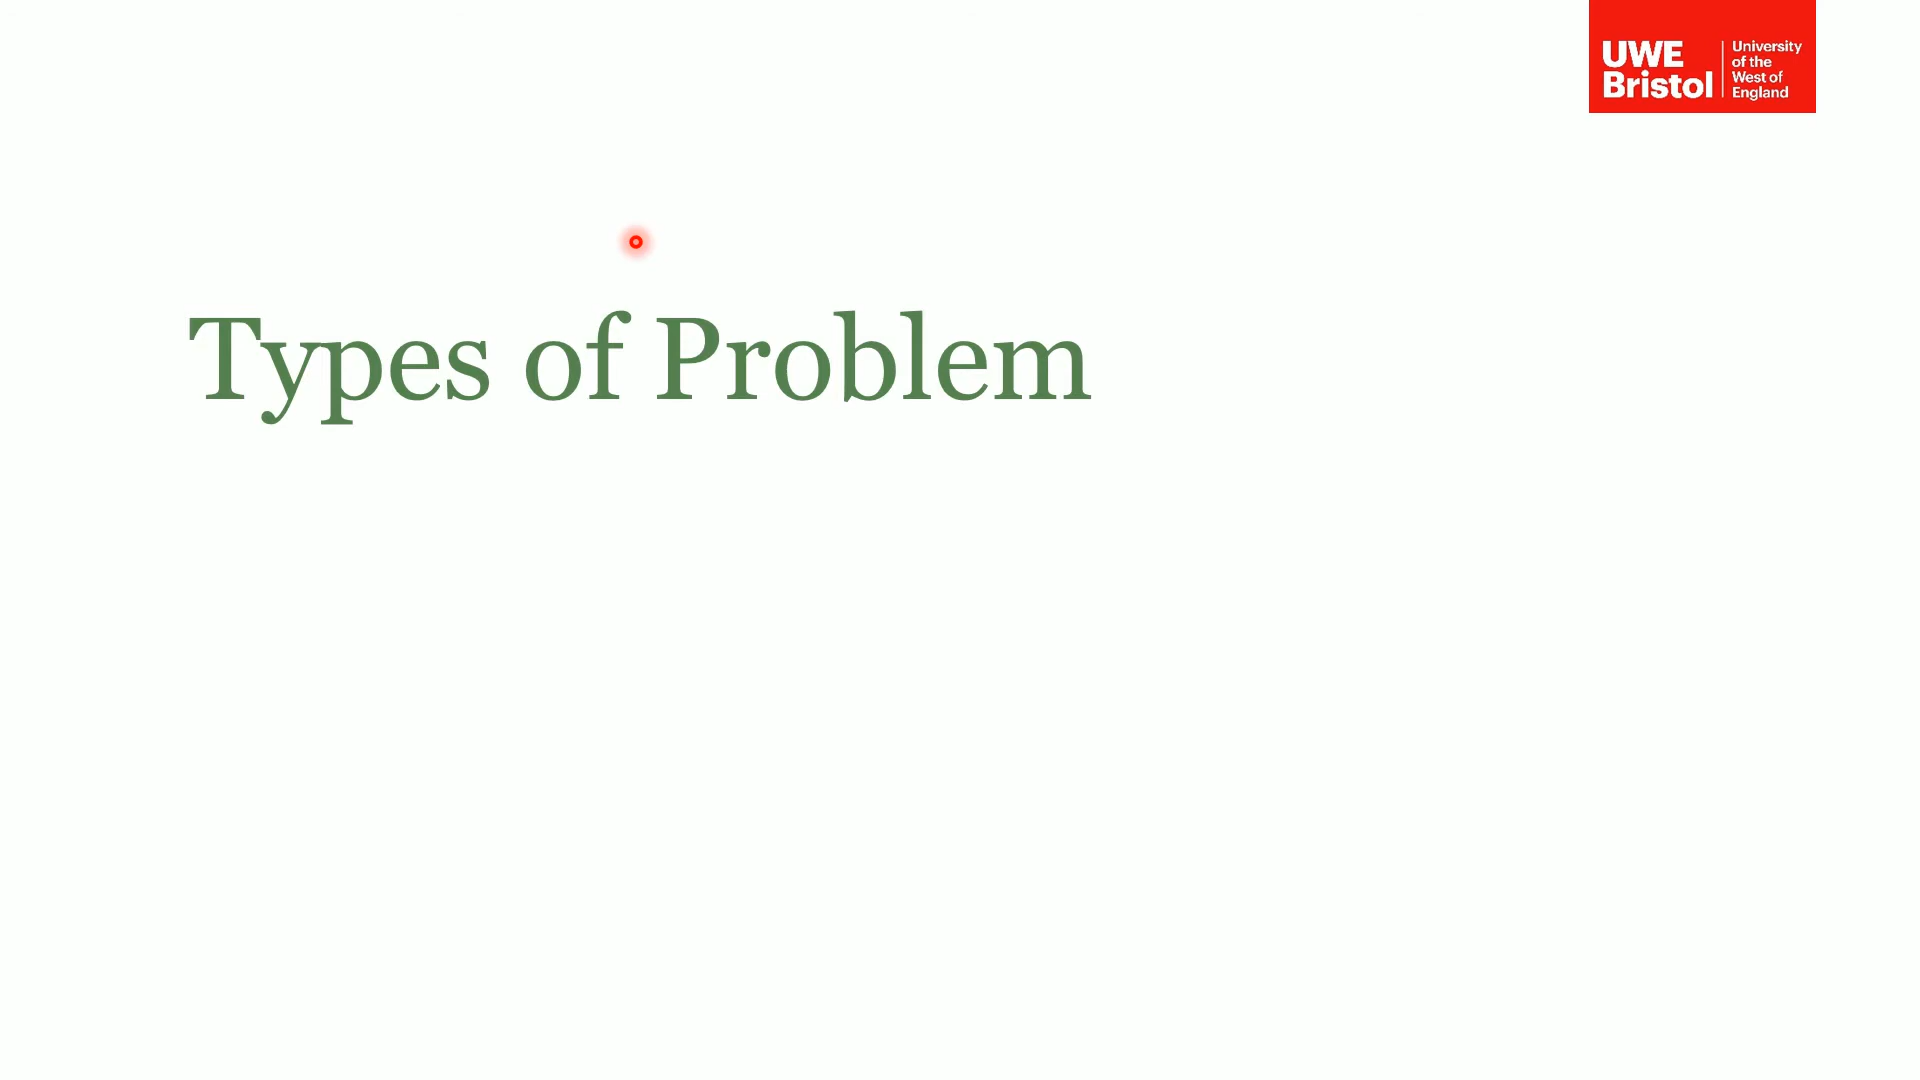 UWE
Bristol
University
of the
West of
England
Types of Problem